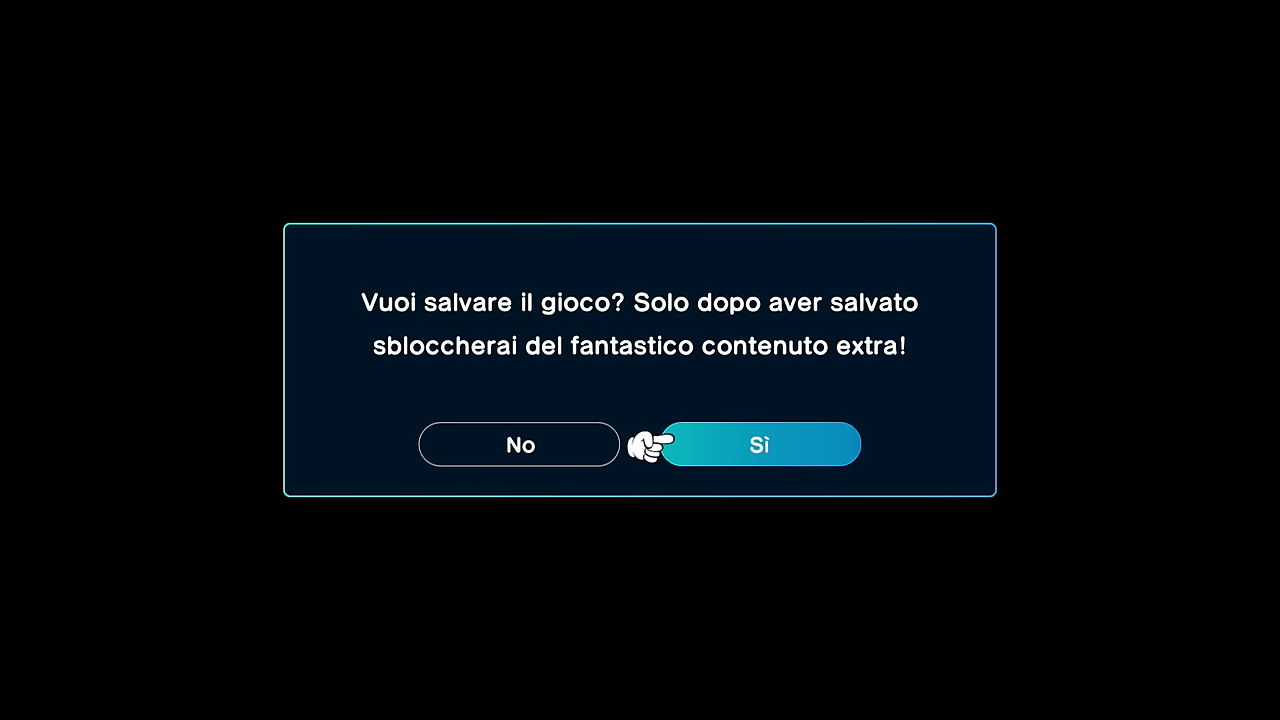 Vuoi salvare il gioco? Solo dopo aver salvato
sbloccherai del fantastico contenuto extra!
No
Sì